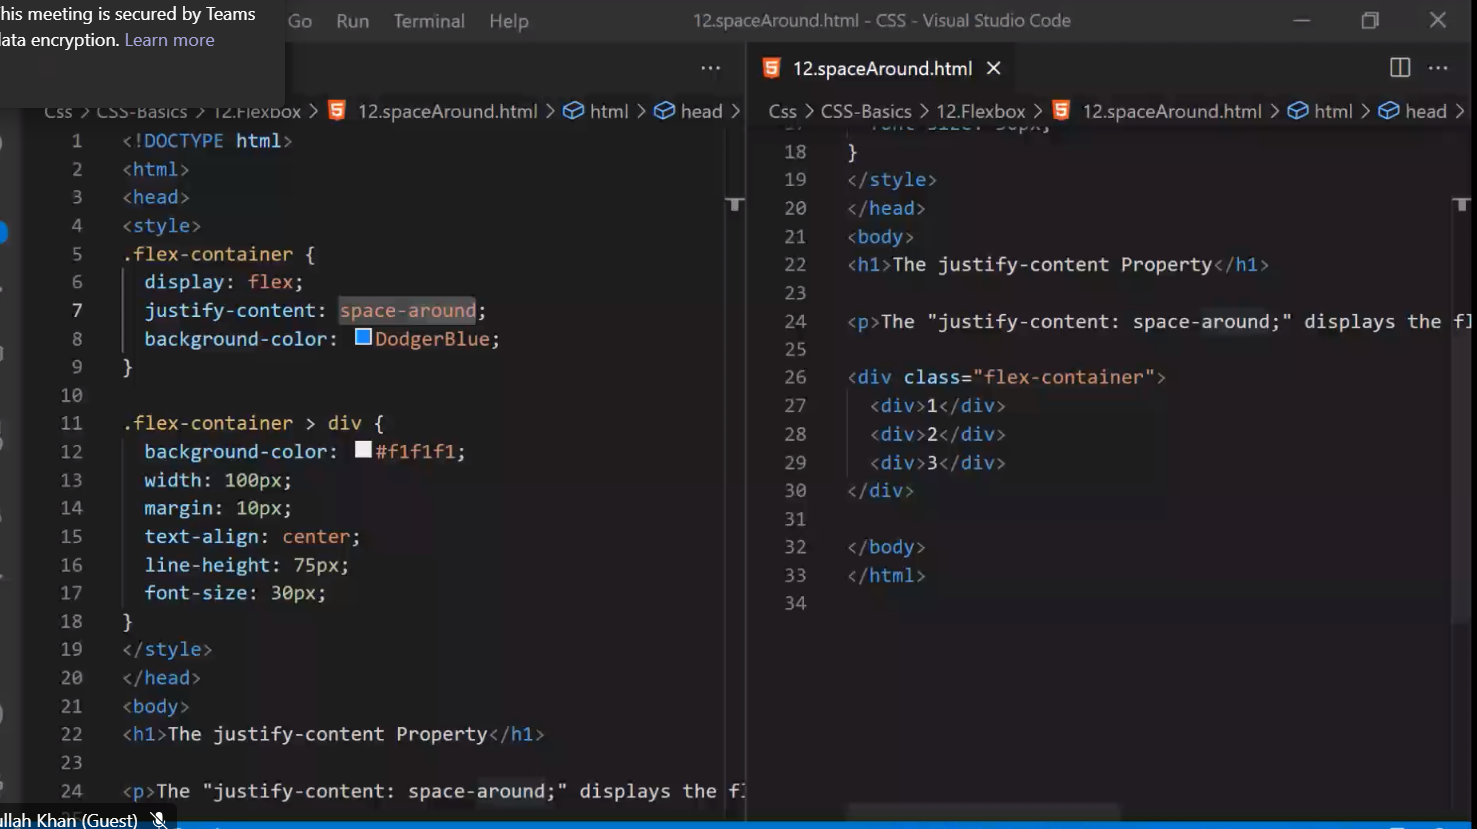 his meeting is secured by Teams
ata encryption. Learn more
Go Run Terminal Help
12.spaceAround.html - CSS - Visual Studio Code
12.spaceAround.html
Css > CSS-Basics > 12.Flexbox > 12.spaceAround.html > html > head >
1 <!DOCTYPE html>
2 <html>
3 <head>
4 <style>
5 .flex-container {
6 display: flex;
7 justify-content: space-around;
8 background-color: DodgerBlue;
9 }
10
11 .flex-container > div {
12 background-color: #f1f1f1;
13 width: 100px;
14 margin: 10px;
15 text-align: center;
16 line-height: 75px;
17 font-size: 30px;
18 }
19 </style>
20 </head>
21 <body>
22 <h1>The justify-content Property</h1>
23
24 <p>The "justify-content: space-around;" displays the fl
Css > CSS-Basics > 12.Flexbox > 12.spaceAround.html > html > head >
17 font-size: 30px;
18 }
19 </style>
20 </head>
21 <body>
22 <h1>The justify-content Property</h1>
23
24 <p>The "justify-content: space-around;" displays the fl
25
26 <div class="flex-container">
27 <div>1</div>
28 <div>2</div>
29 <div>3</div>
30 </div>
31
32 </body>
33 </html>
34
ullah Khan (Guest)